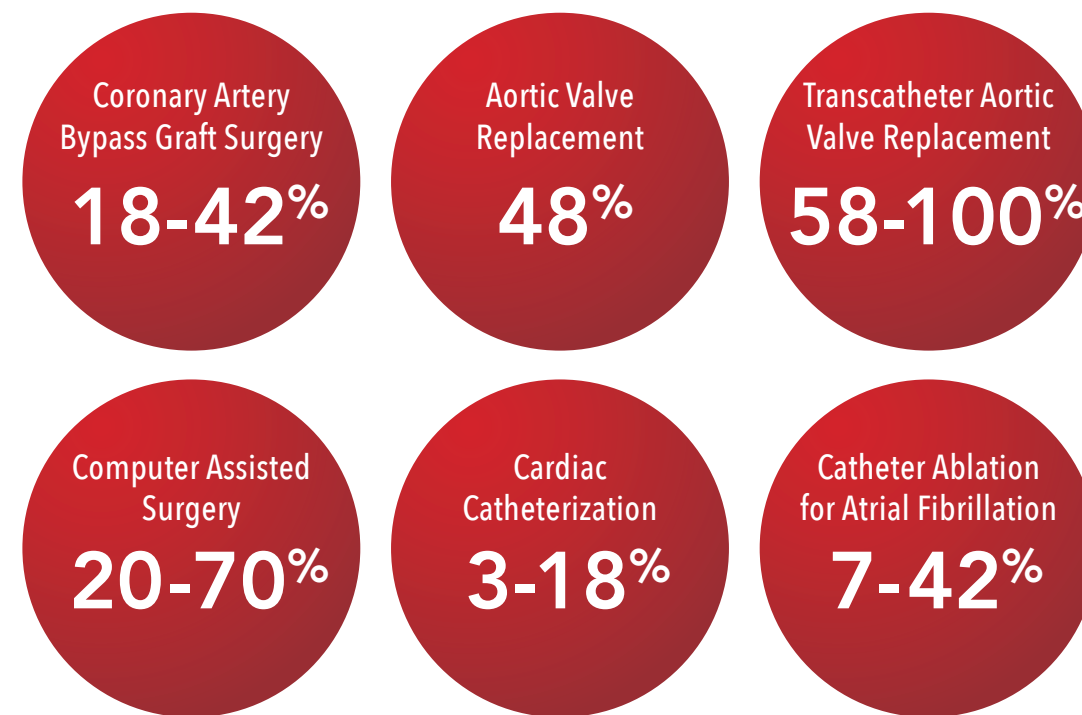 Coronary Artery
Bypass Graft Surgery
18-42%
Aortic Valve
Replacement
48%
Transcatheter Aortic
Valve Replacement
58-100%
Computer Assisted
Surgery
20-70%
Cardiac
Catheterization
3-18%
Catheter Ablation
for Atrial Fibrillation
7-42%